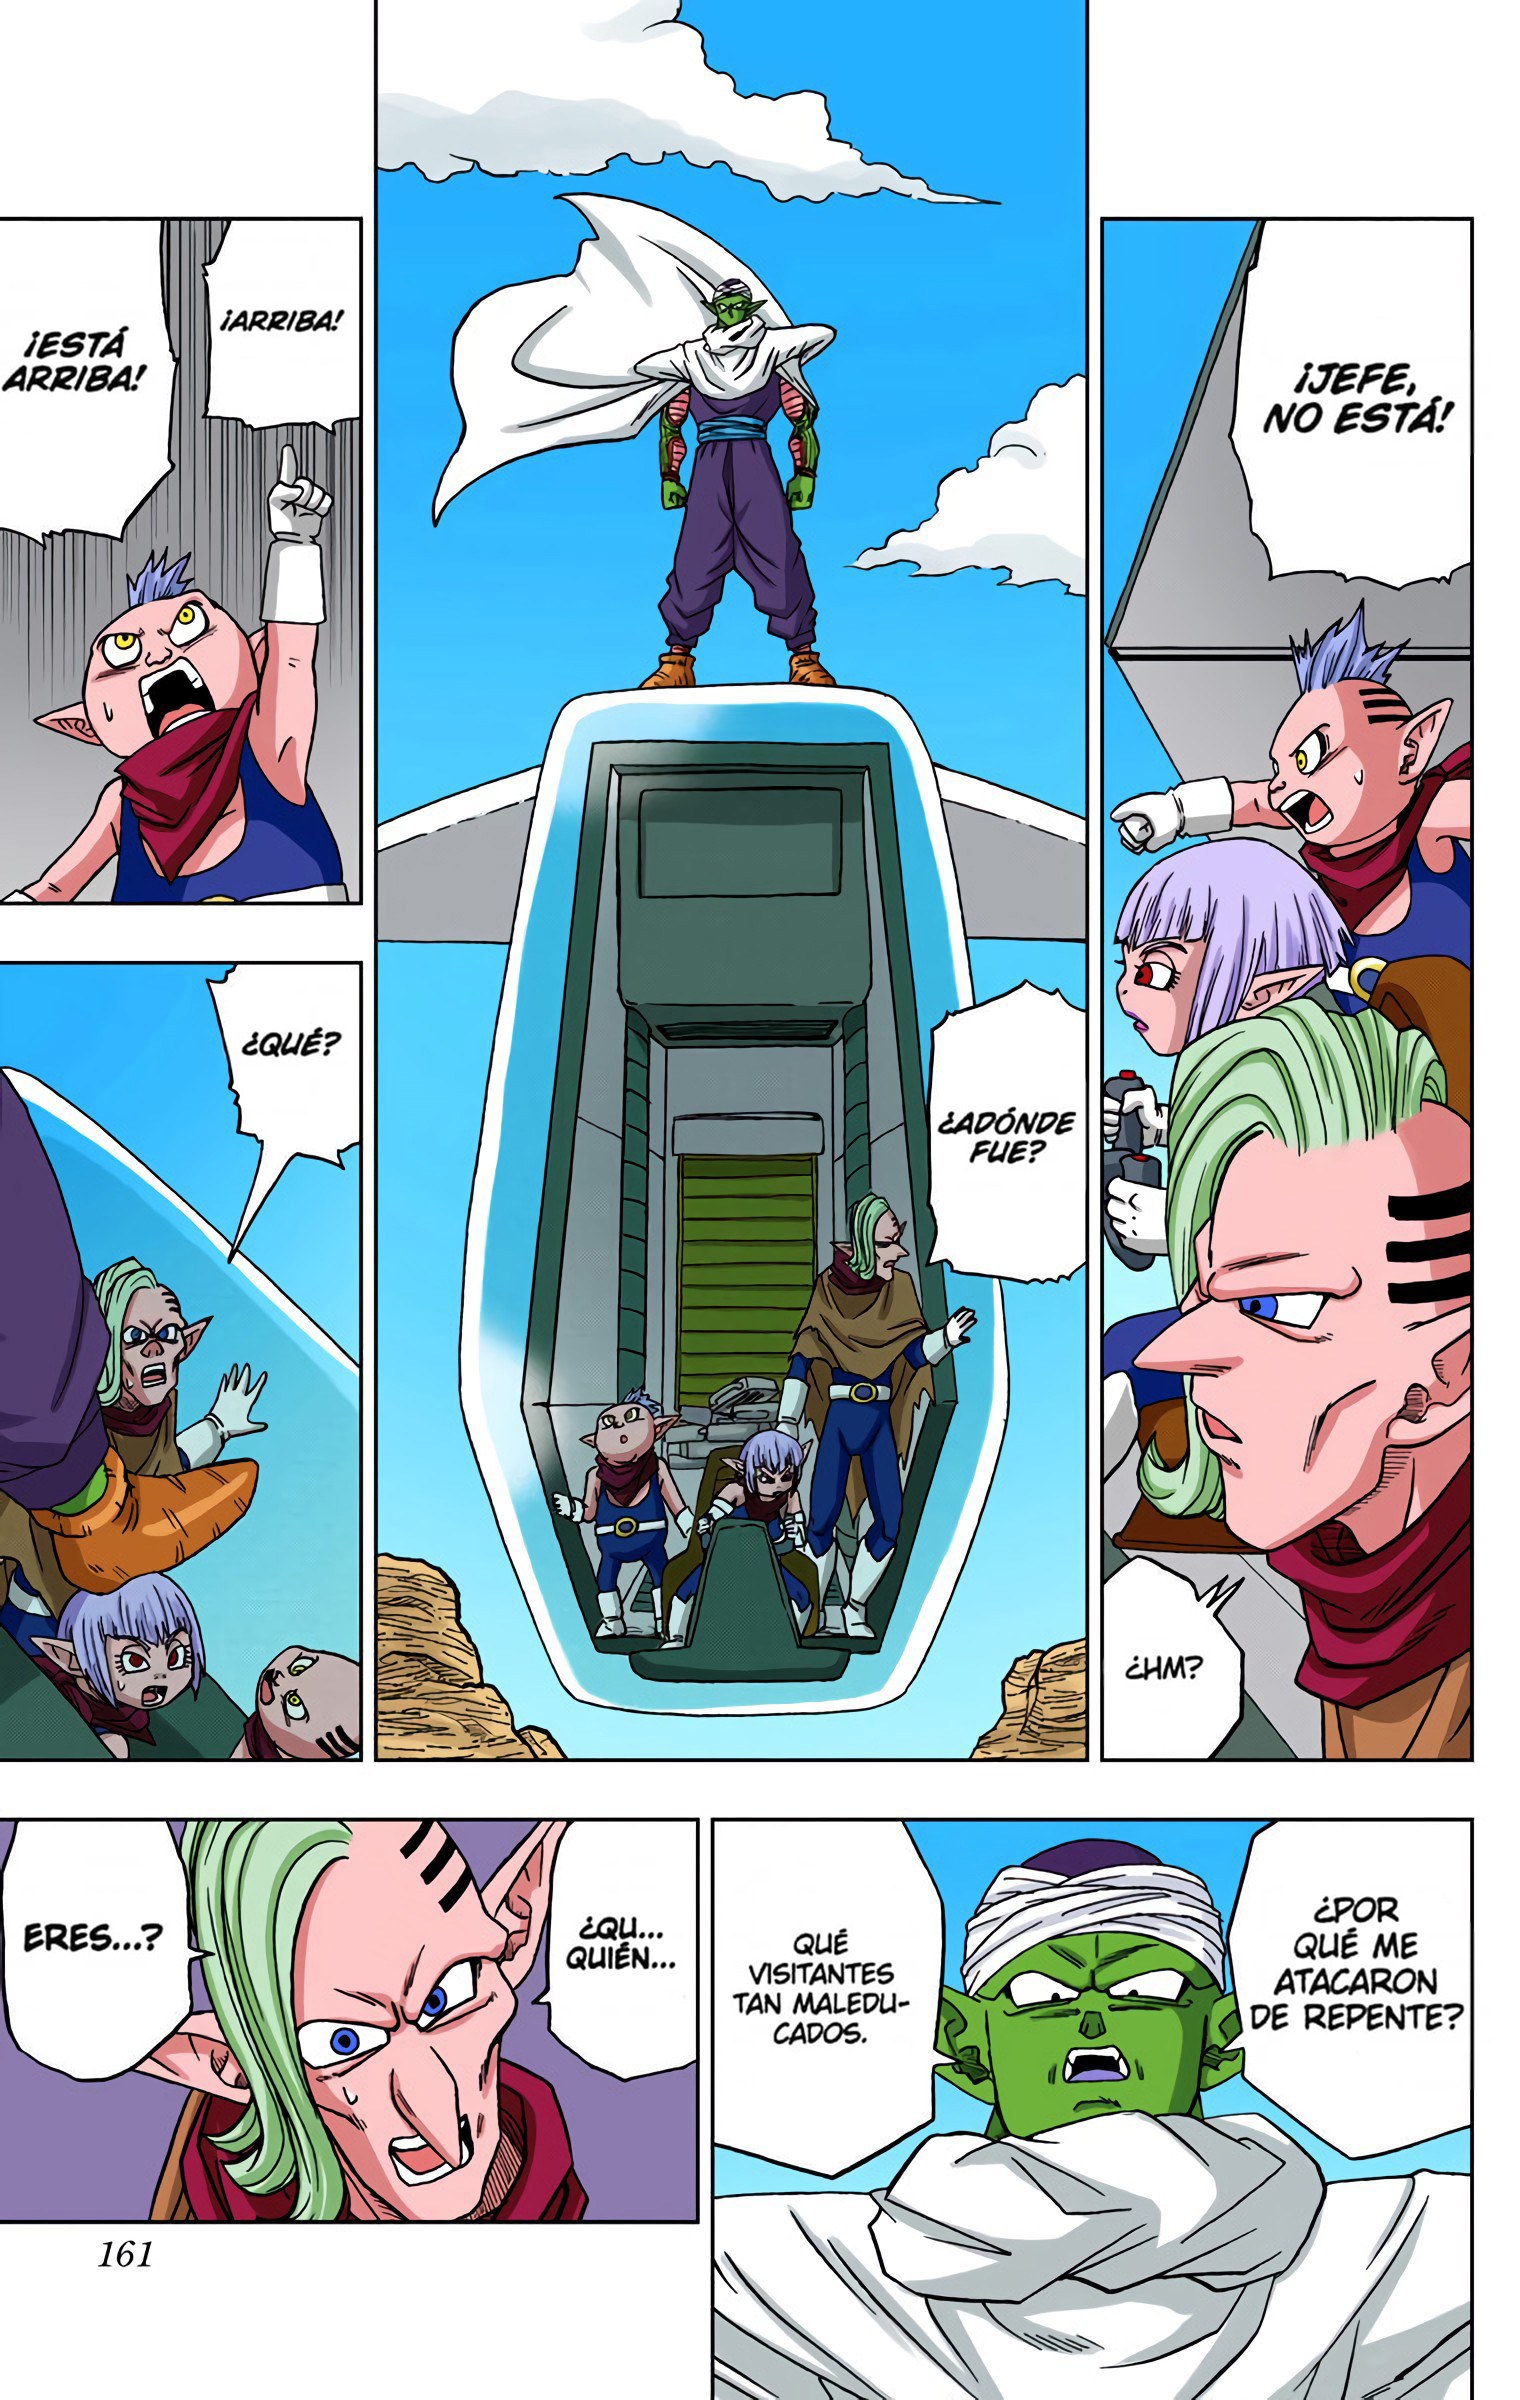 ¡JEFE,
NO ESTÁ!
¿HM?
¿ADÓNDE
FUE?
¡ARRIBA!
¡ESTÁ
ARRIBA!
¿QUÉ?
¿POR
QUÉ ME
ATACARON
DE REPENTE?
QUÉ
VISITANTES
TAN MALEDU-
CADOS.
¿QU...
QUIÉN...
ERES...?
161